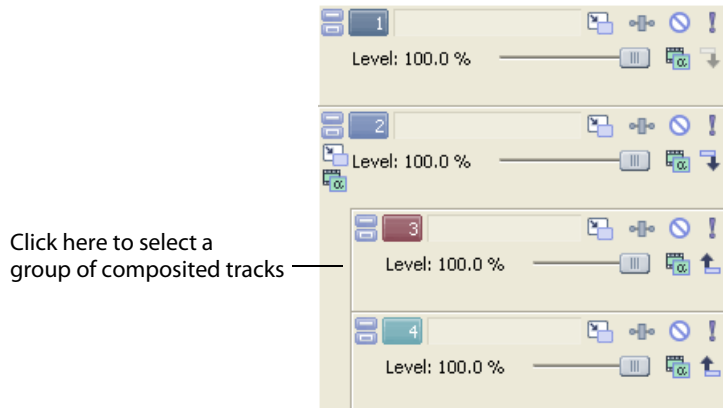 1
Level: 100.0 %
2
Level: 100.0 %
Click here to select a
group of composited tracks
3
Level: 100.0 %
4
Level: 100.0 %